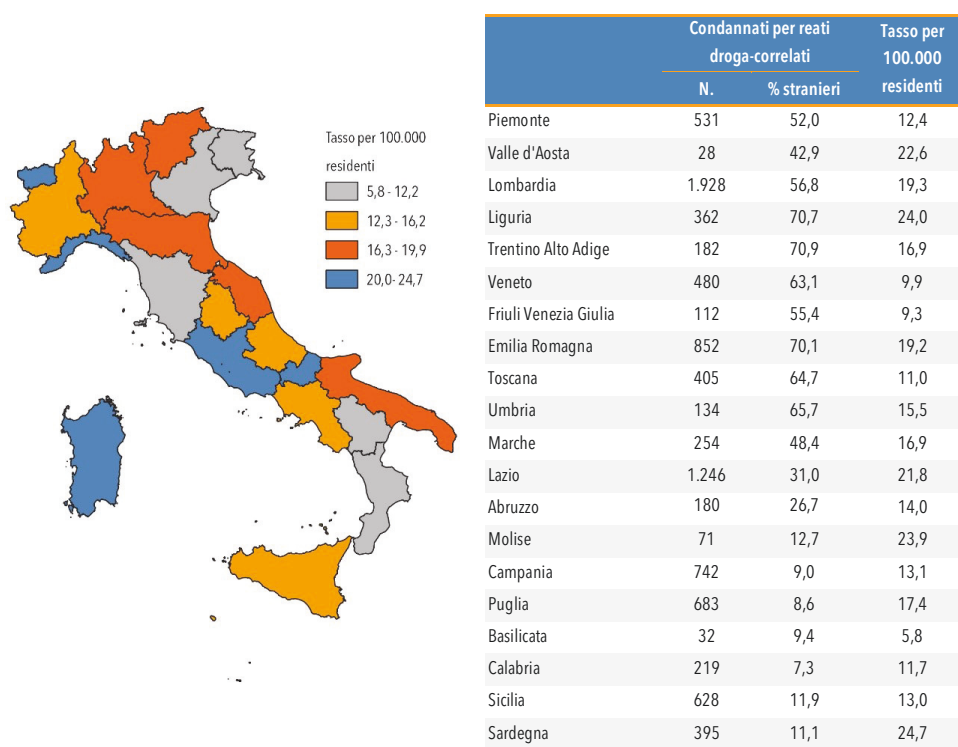 Tasso per 100.000
residenti
5,8 - 12,2
12,3 - 16,2
16,3 - 19,9
20,0- 24,7
Condannati per reati
droga-correlati
Tasso per
100.000
residenti
N. % stranieri
Piemonte 531 52,0 12,4
Valle d'Aosta 28 42,9 22,6
Lombardia 1.928 56,8 19,3
Liguria 362 70,7 24,0
Trentino Alto Adige 182 70,9 16,9
Veneto 480 63,1 9,9
Friuli Venezia Giulia 112 55,4 9,3
Emilia Romagna 852 70,1 19,2
Toscana 405 64,7 11,0
Umbria 134 65,7 15,5
Marche 254 48,4 16,9
Lazio 1.246 31,0 21,8
Abruzzo 180 26,7 14,0
Molise 71 12,7 23,9
Campania 742 9,0 13,1
Puglia 683 8,6 17,4
Basilicata 32 9,4 5,8
Calabria 219 7,3 11,7
Sicilia 628 11,9 13,0
Sardegna 395 11,1 24,7